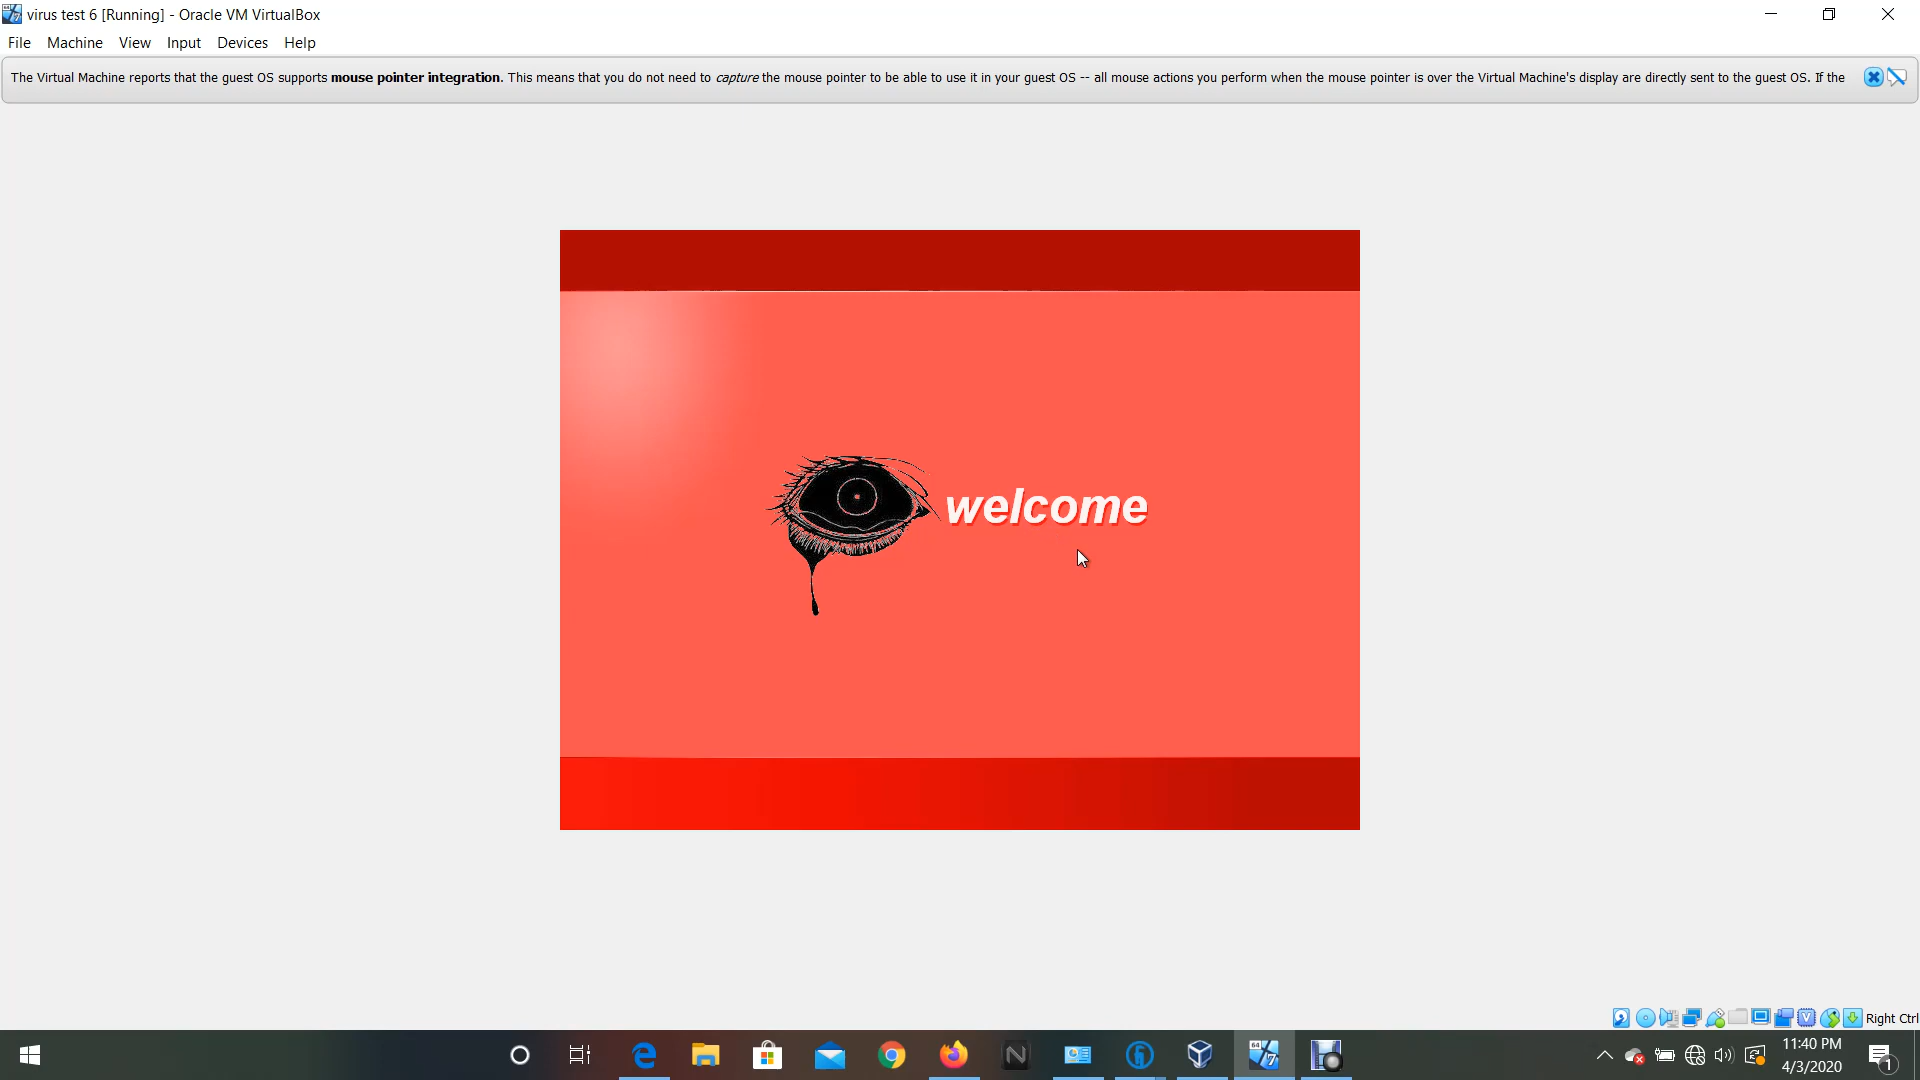 virus test 6 [Running] - Oracle VM VirtualBox
File Machine View Input Devices Help
The Virtual Machine reports that the guest OS supports mouse pointer integration. This means that you do not need to capture the mouse pointer to be able to use it in your guest OS -- all mouse actions you perform when the mouse pointer is over the Virtual Machine's display are directly sent to the guest OS. If the
welcome
Right Ctrl
11:40 PM
4/3/2020
1